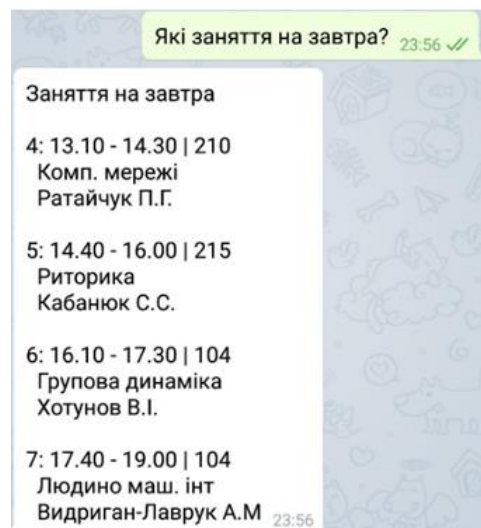 Які заняття на завтра? 23:56
Заняття на завтра
4: 13.10 - 14.30 | 210
Комп. мережі
Ратайчук П.Г.
5: 14.40 - 16.00 | 215
Риторика
Кабанюк С.С.
6: 16.10 - 17.30 | 104
Групова динаміка
Хотунов В.І.
7: 17.40 - 19.00 | 104
Людино маш. інт
Видриган-Лаврук А.М 23:56